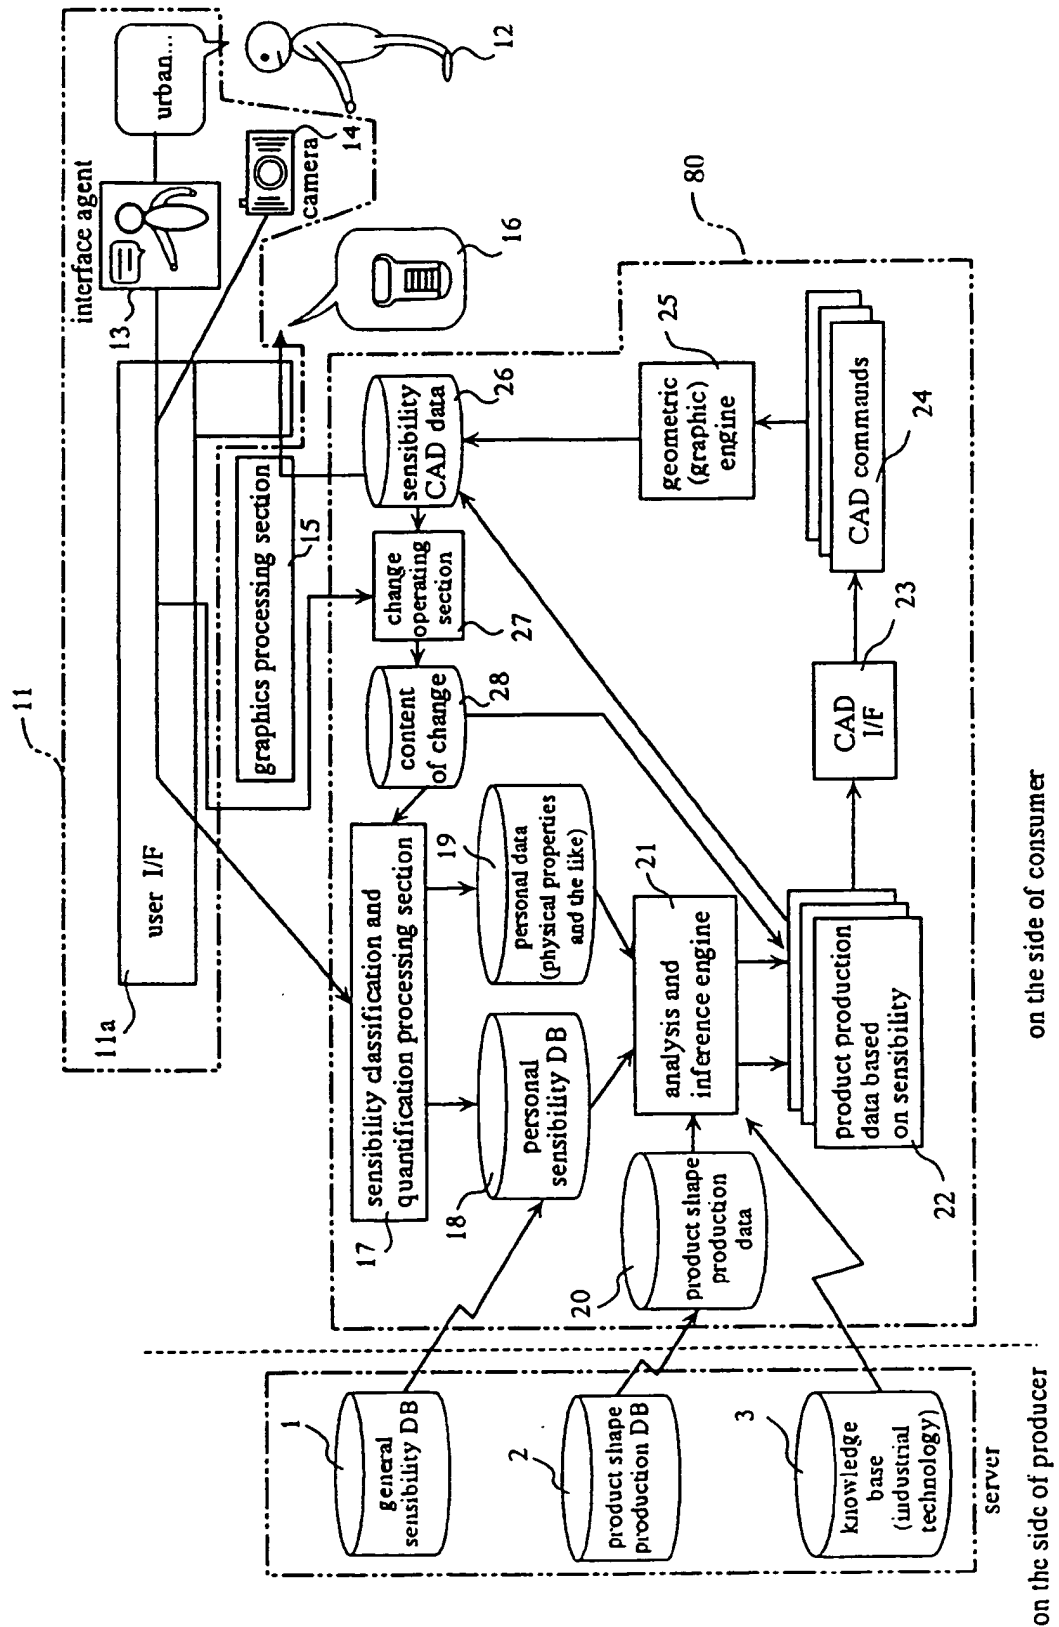 11
11a
user I/F
interface agent
13
urban...
12
camera
14
graphics processing section
15
16
80
sensibility classification and
quantification processing section
17
content
of change
28
change
operating
section
27
sensibility
CAD data
26
personal
sensibility DB
18
19
personal data
(physical properties
and the like)
geometric
(graphic)
engine
25
analysis and
inference engine
21
product shape
production
data
20
product production
data based
on sensibility
22
CAD
I/F
23
CAD commands
24
1
general
sensibility DB
2
product shape
production DB
3
knowledge
base
(industrial
technology)
server
on the side of producer
on the side of consumer